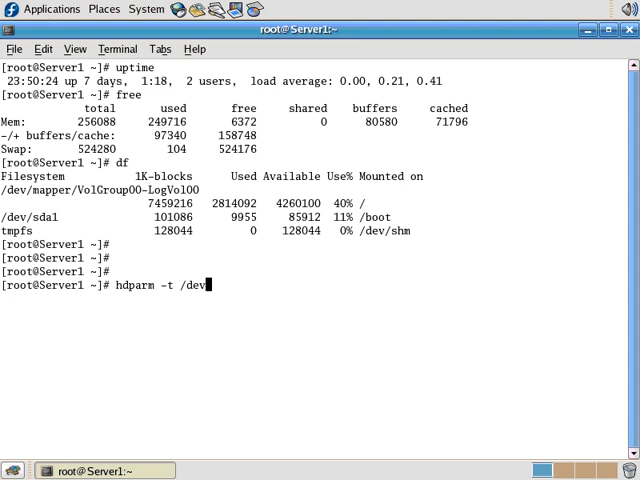 Applications Places System
root@Server1:~
File Edit View Terminal Tabs Help
[root@Server1 ~]# uptime
 23:50:24 up 7 days,  1:18,  2 users,  load average: 0.00, 0.21, 0.41
[root@Server1 ~]# free
             total       used       free     shared    buffers     cached
Mem:        256088     249716       6372          0      80580      71796
-/+ buffers/cache:      97340     158748
Swap:       524280        104     524176
[root@Server1 ~]# df
Filesystem           1K-blocks      Used Available Use% Mounted on
/dev/mapper/VolGroup00-LogVol00
                       7459216   2814092   4260100  40% /
/dev/sda1               101086      9955     85912  11% /boot
tmpfs                   128044         0    128044   0% /dev/shm
[root@Server1 ~]#
[root@Server1 ~]#
[root@Server1 ~]#
[root@Server1 ~]# hdparm -t /dev
root@Server1:~